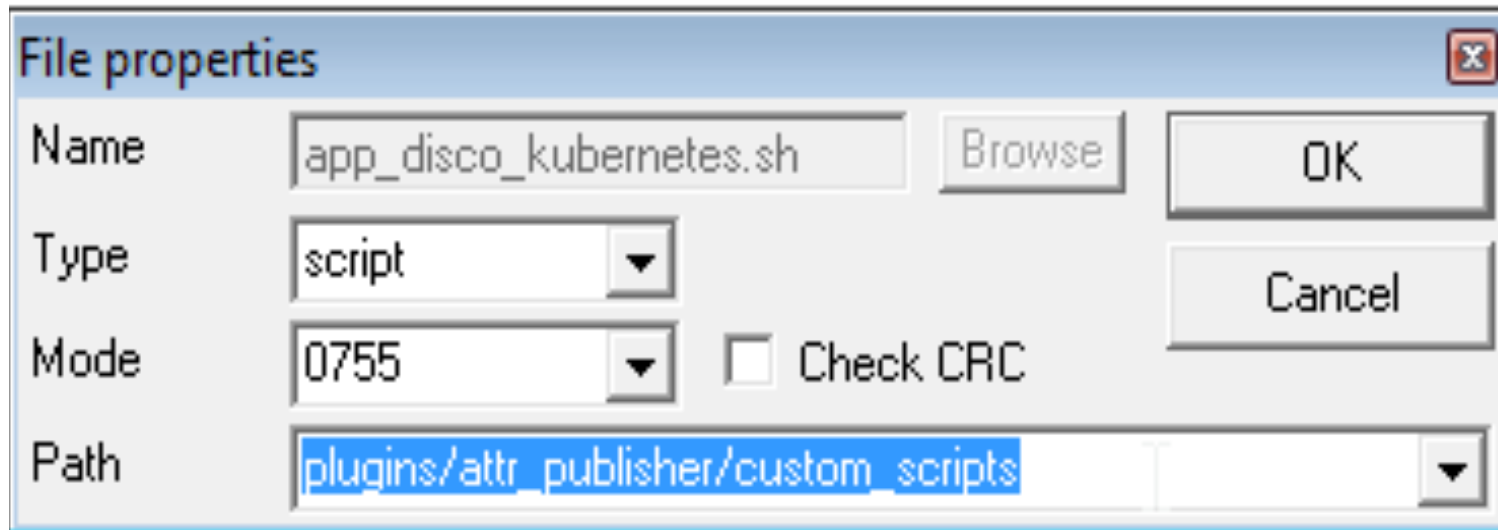 File properties
Name app_disco_kubernetes.sh Browse OK
Type script
Cancel
Mode 0755 Check CRC
Path plugins/attr_publisher/custom_scripts